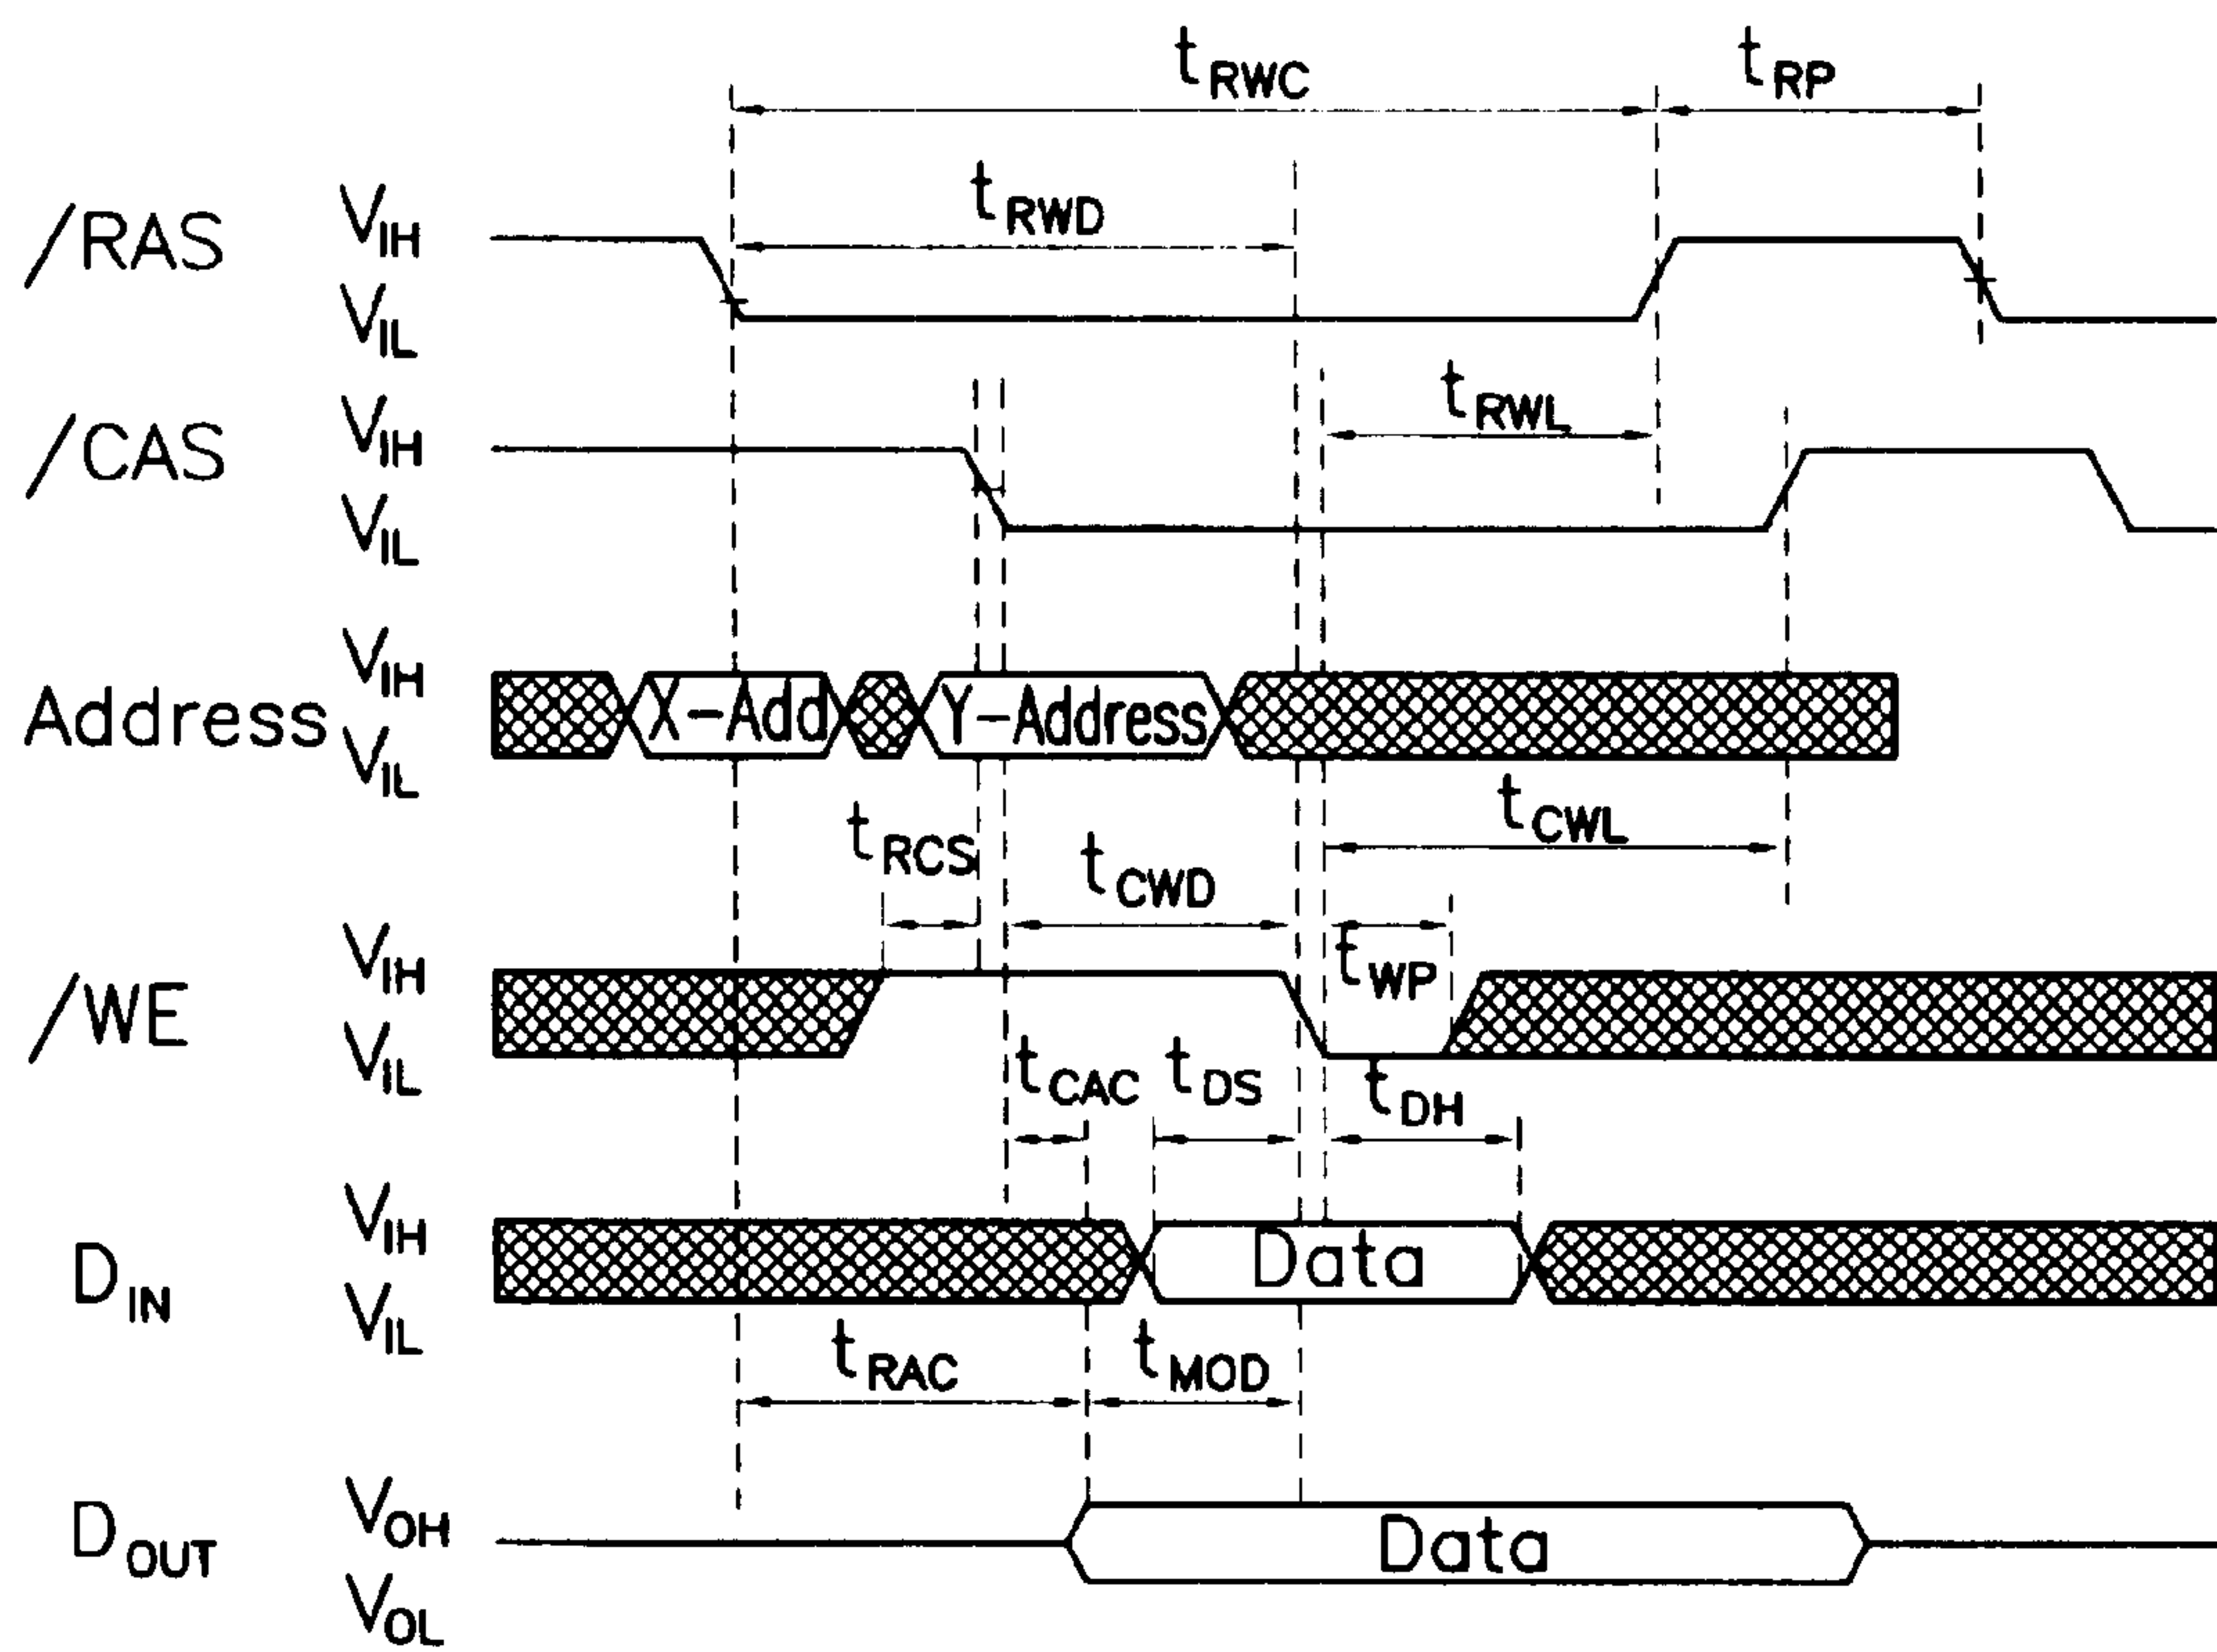 tRWC tRP
tRWD
/RAS VIH
VIL
tRWL
/CAS VIH
VIL
Address VIH
X-Add Y-Address
VIL
tRCS tCWD tCWL
/WE VIH
tWP
VIL
tCAC tDS tDH
DIN VIH
Data
VIL
tRAC tMOD
DOUT VOH
Data
VOL